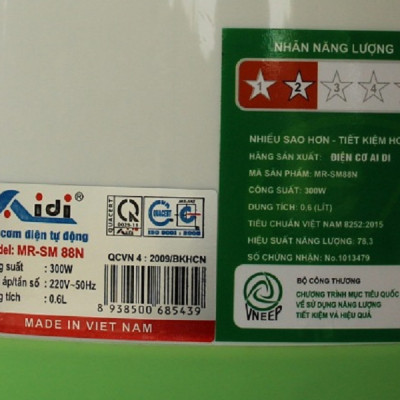 NHÃN NĂNG LƯỢNG
1 2 3 4
NHIỀU SAO HƠN - TIẾT KIỆM
HÃNG SẢN XUẤT: ĐIỆN CƠ AI DI
MÃ SẢN PHẨM: MR-SM88N
CÔNG SUẤT: 300W
DUNG TÍCH: 0.6 (LÍT)
TIÊU CHUẨN VIỆT NAM 8252:2015
HIỆU SUẤT NĂNG LƯỢNG: 78.3
SỐ CHỨNG NHẬN: No.1013479
BỘ CÔNG THƯƠNG
CHƯƠNG TRÌNH MỤC TIÊU QUỐC
VỀ SỬ DỤNG NĂNG LƯỢNG
TIẾT KIỆM VÀ HIỆU QUẢ
VNEEP
idi ®
cơm điện tự động
del: MR-SM 88N
suất : 300W
áp/tần số : 220V~50Hz
tích : 0.6L
QUACERT
QCVN 4 : 2009/BKHCN
8 938500 685439
MADE IN VIET NAM